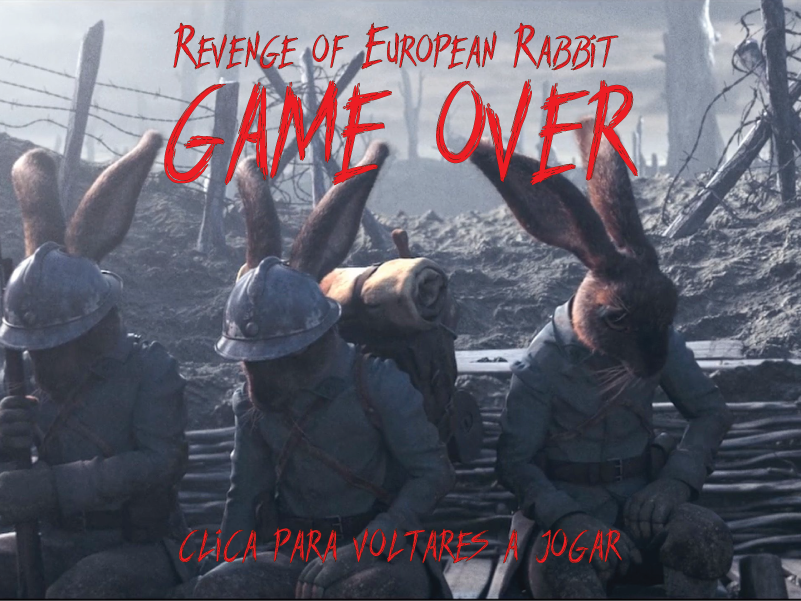 Revenge of European Rabbit
GAME OVER
CLICA PARA VOLTARES A JOGAR